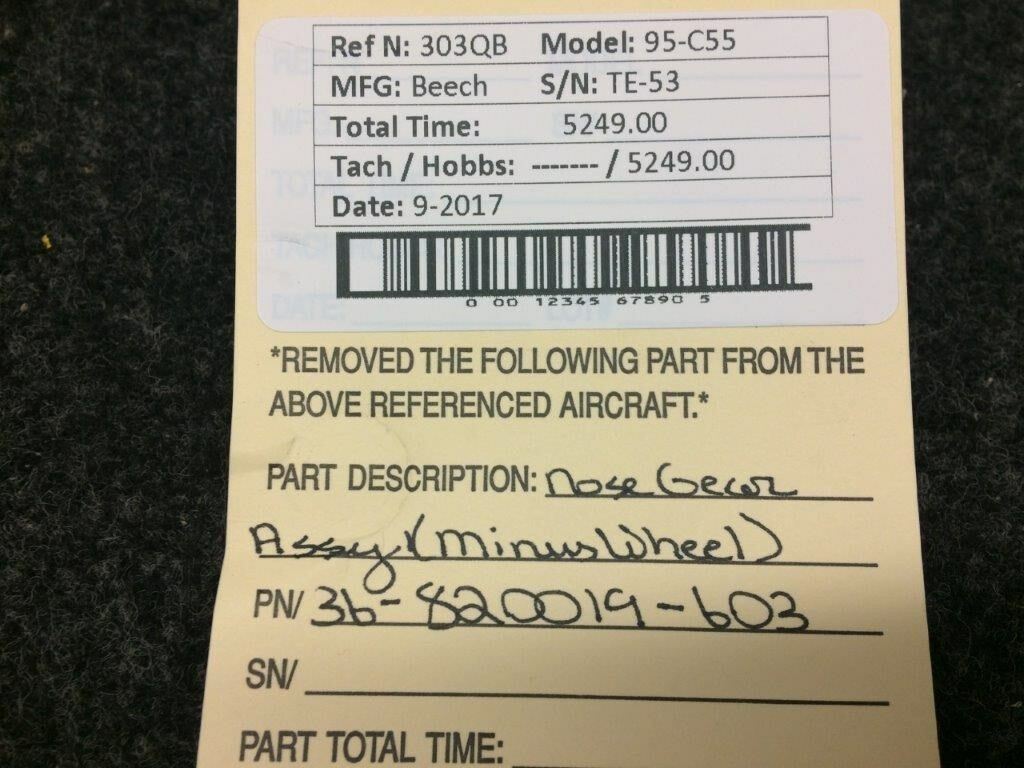 Ref N: 303QB Model: 95-C55
MFG: Beech S/N: TE-53
Total Time: 5249.00
Tach / Hobbs: ------- / 5249.00
Date: 9-2017
0 00 12345 67890 5
*REMOVED THE FOLLOWING PART FROM THE
ABOVE REFERENCED AIRCRAFT.*
PART DESCRIPTION: Nose Gear
Assy (Minus Wheel)
PN/ 36-820019-603
SN/
PART TOTAL TIME: